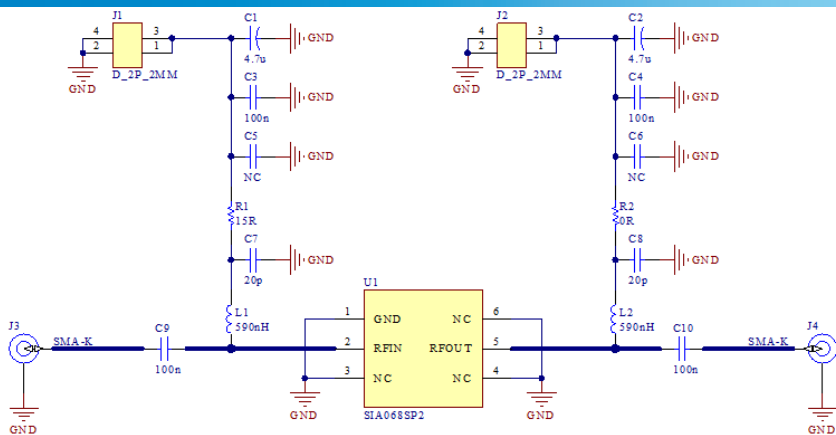 J1
4 3
2 1
D_2P_2MM
GND
C1
4.7u
GND
C3
100n
GND
C5
NC
GND
R1
15R
C7
20p
GND
L1
590nH
J2
4 3
2 1
D_2P_2MM
GND
C2
4.7u
GND
C4
100n
GND
C6
NC
GND
R2
0R
C8
20p
GND
L2
590nH
J3
SMA-K
GND
C9
100n
U1
1 GND NC 6
2 RFIN RFOUT 5
3 NC NC 4
SIA068SP2
GND
GND
C10
100n
SMA-K
J4
GND